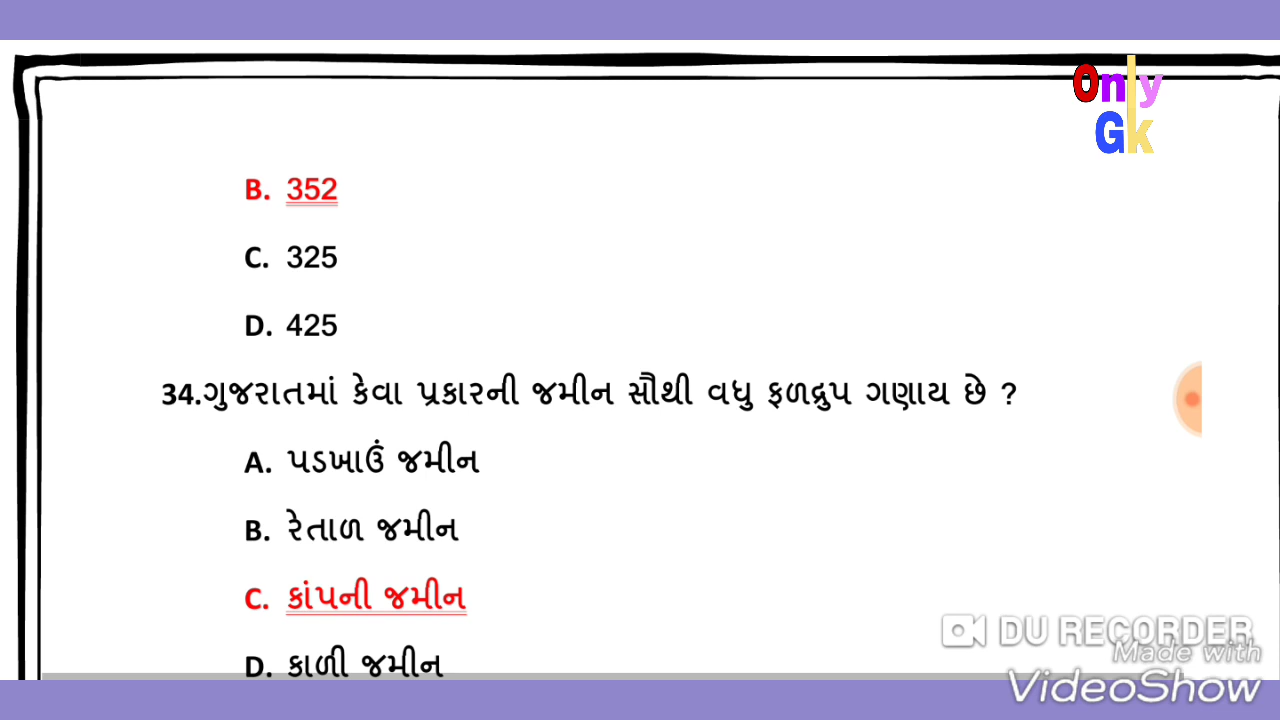 Only
Gk
B. 352
C. 325
D. 425
34.ગુજરાતમાં કેવા પ્રકારની જમીન સૌથી વધુ ફળદ્રુપ ગણાય છે ?
A. પડખાઉં જમીન
B. રેતાળ જમીન
C. કાંપની જમીન
D. કાળી જમીન
DU RECORDER
Made with
VideoShow